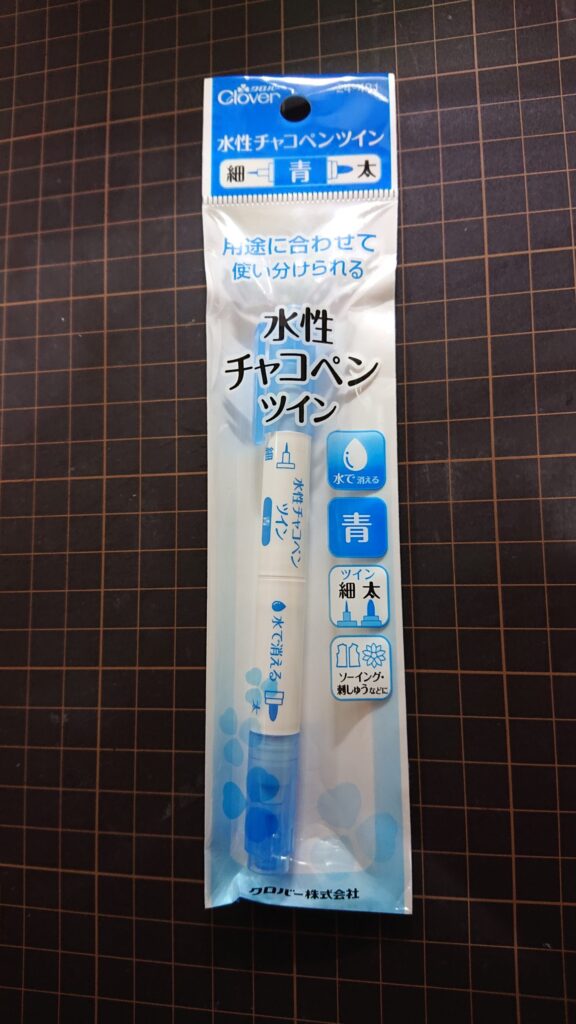 クロバー
Clover
水性チャコペンツイン
細 青 太
用途に合わせて
使い分けられる
水性
チャコペン
ツイン
細
水性チャコペン
ツイン
水で消える
太
水で消える
青
ツイン
細 太
ソーイング・
刺しゅうなどに
クロバー株式会社